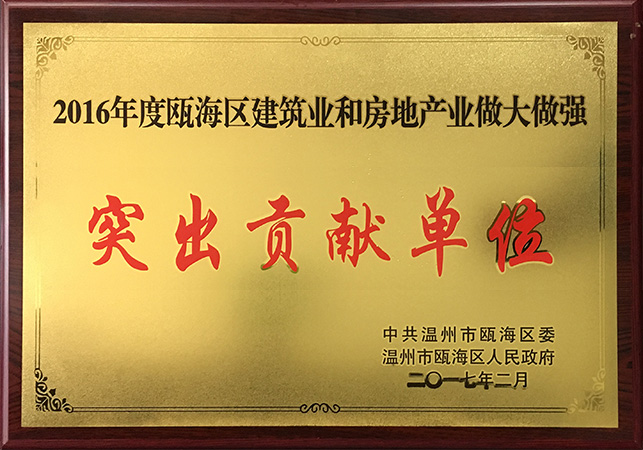 2016年度瓯海区建筑业和房地产业做大做强
突出贡献单位
中共温州市瓯海区委
温州市瓯海区人民政府
二〇一七年二月